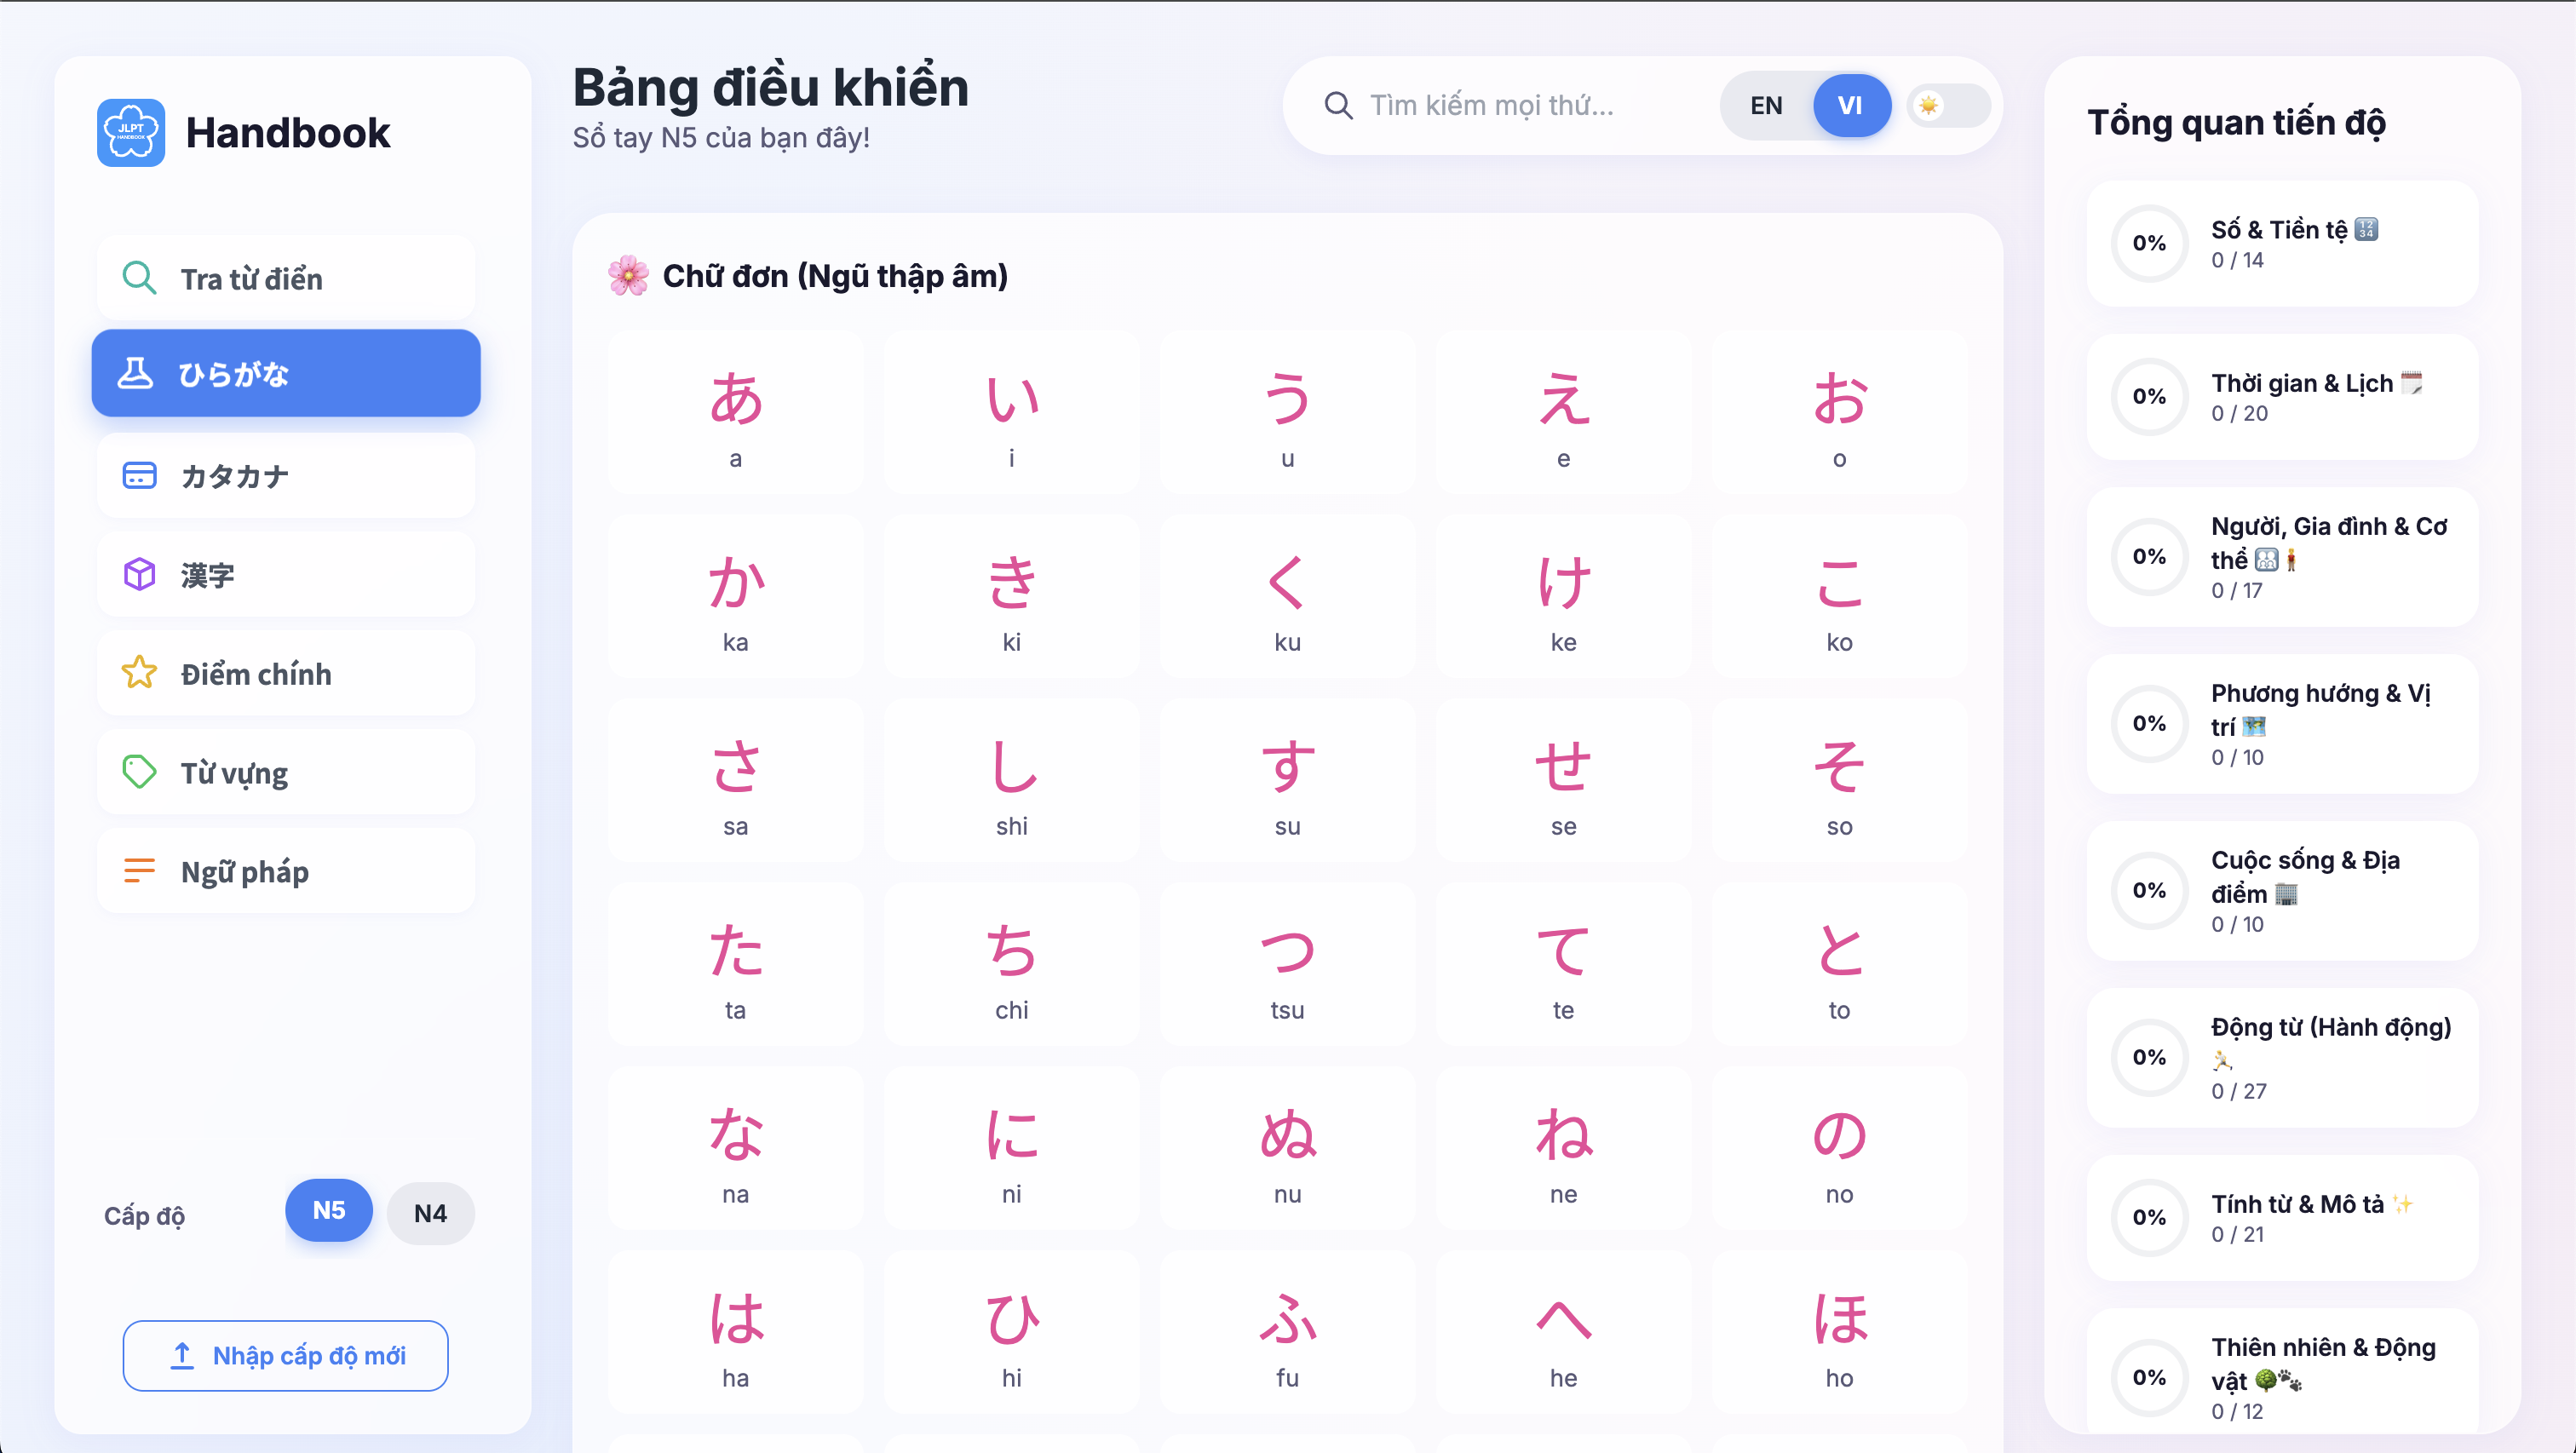 JLPT
HANDBOOK
Handbook
Tra từ điển
ひらがな
カタカナ
漢字
Điểm chính
Từ vựng
Ngữ pháp
Cấp độ
N5
N4
Nhập cấp độ mới
Bảng điều khiển
Sổ tay N5 của bạn đây!
Tìm kiếm mọi thứ...
EN
VI
🌸 Chữ đơn (Ngũ thập âm)
あ い う え お
a i u e o
か き く け こ
ka ki ku ke ko
さ し す せ そ
sa shi su se so
た ち つ て と
ta chi tsu te to
な に ぬ ね の
na ni nu ne no
は ひ ふ へ ほ
ha hi fu he ho
Tổng quan tiến độ
0%
Số & Tiền tệ 🔢
0 / 14
0%
Thời gian & Lịch 🗓️
0 / 20
0%
Người, Gia đình & Cơ
thể 👪🧍
0 / 17
0%
Phương hướng & Vị
trí 🗺️
0 / 10
0%
Cuộc sống & Địa
điểm 🏢
0 / 10
0%
Động từ (Hành động)
🏃
0 / 27
0%
Tính từ & Mô tả ✨
0 / 21
0%
Thiên nhiên & Động
vật 🌳🐾
0 / 12